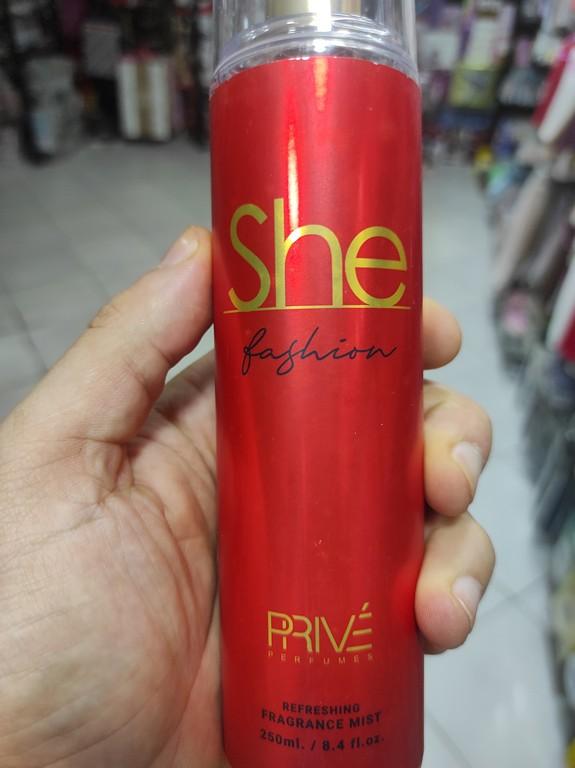 She
fashion
PRIVÉ
PERFUMES
REFRESHING
FRAGRANCE MIST
250ml. / 8.4 fl.oz.